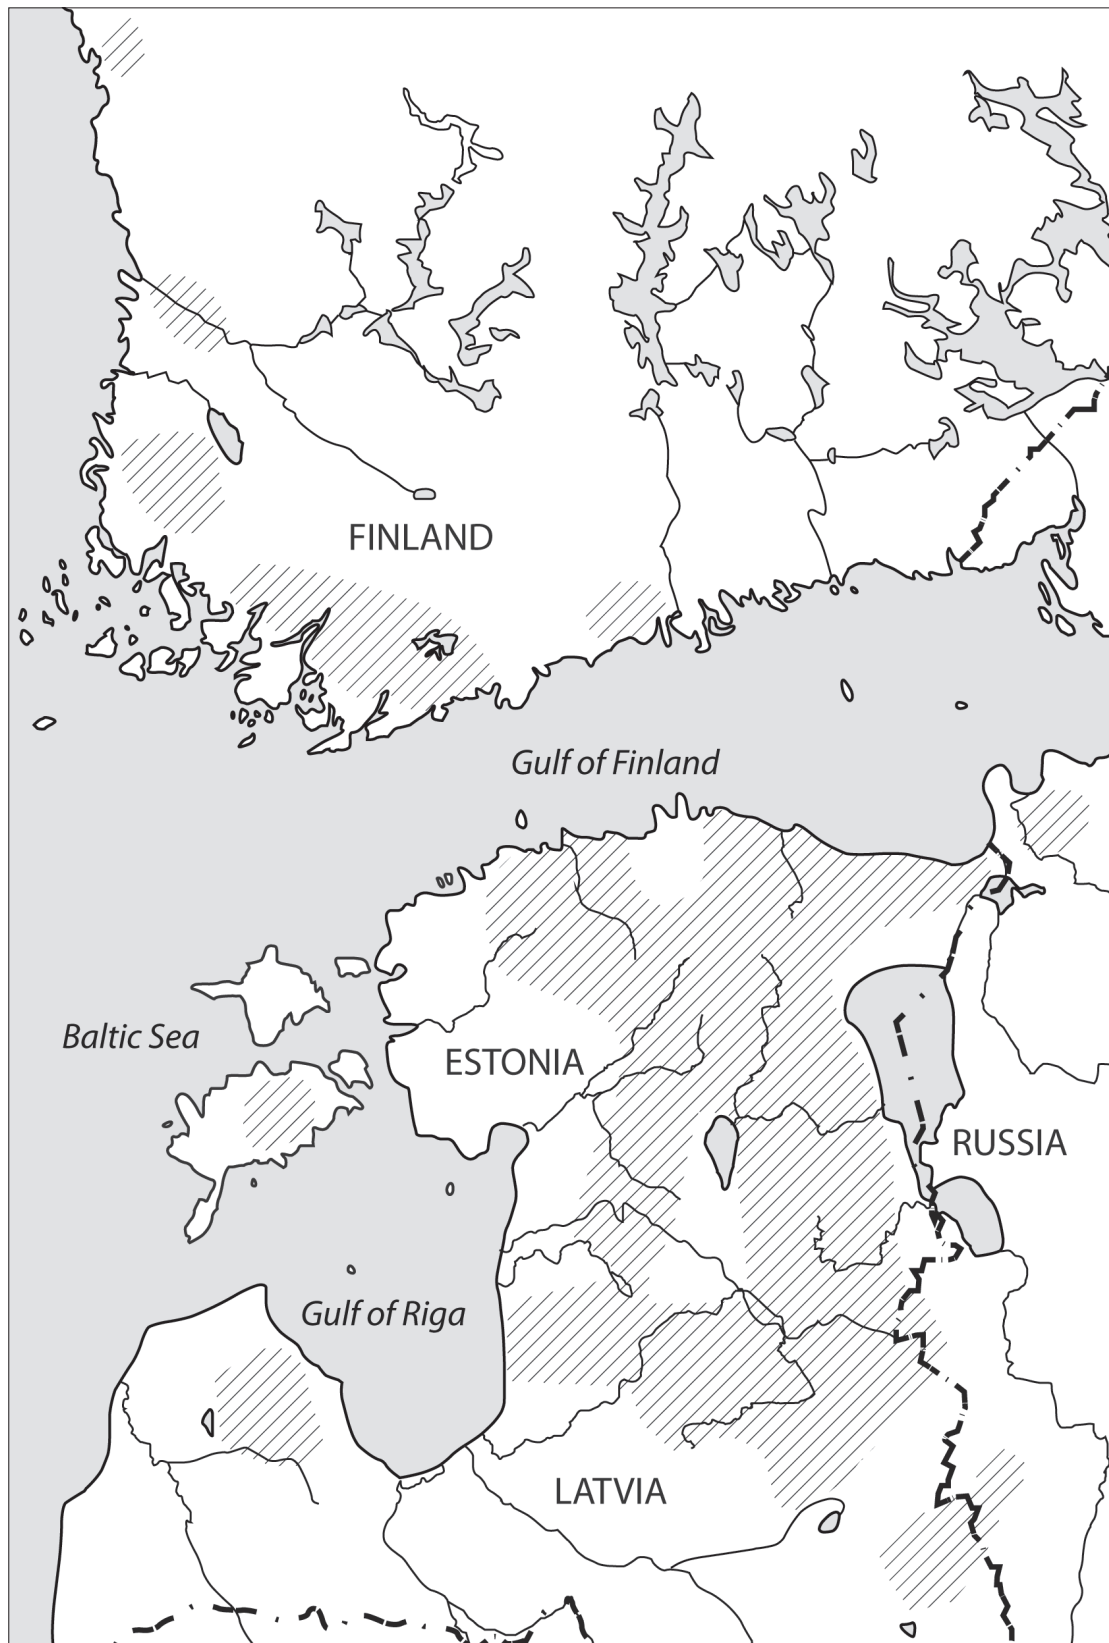 FINLAND
Gulf of Finland
Baltic Sea
ESTONIA
RUSSIA
Gulf of Riga
LATVIA